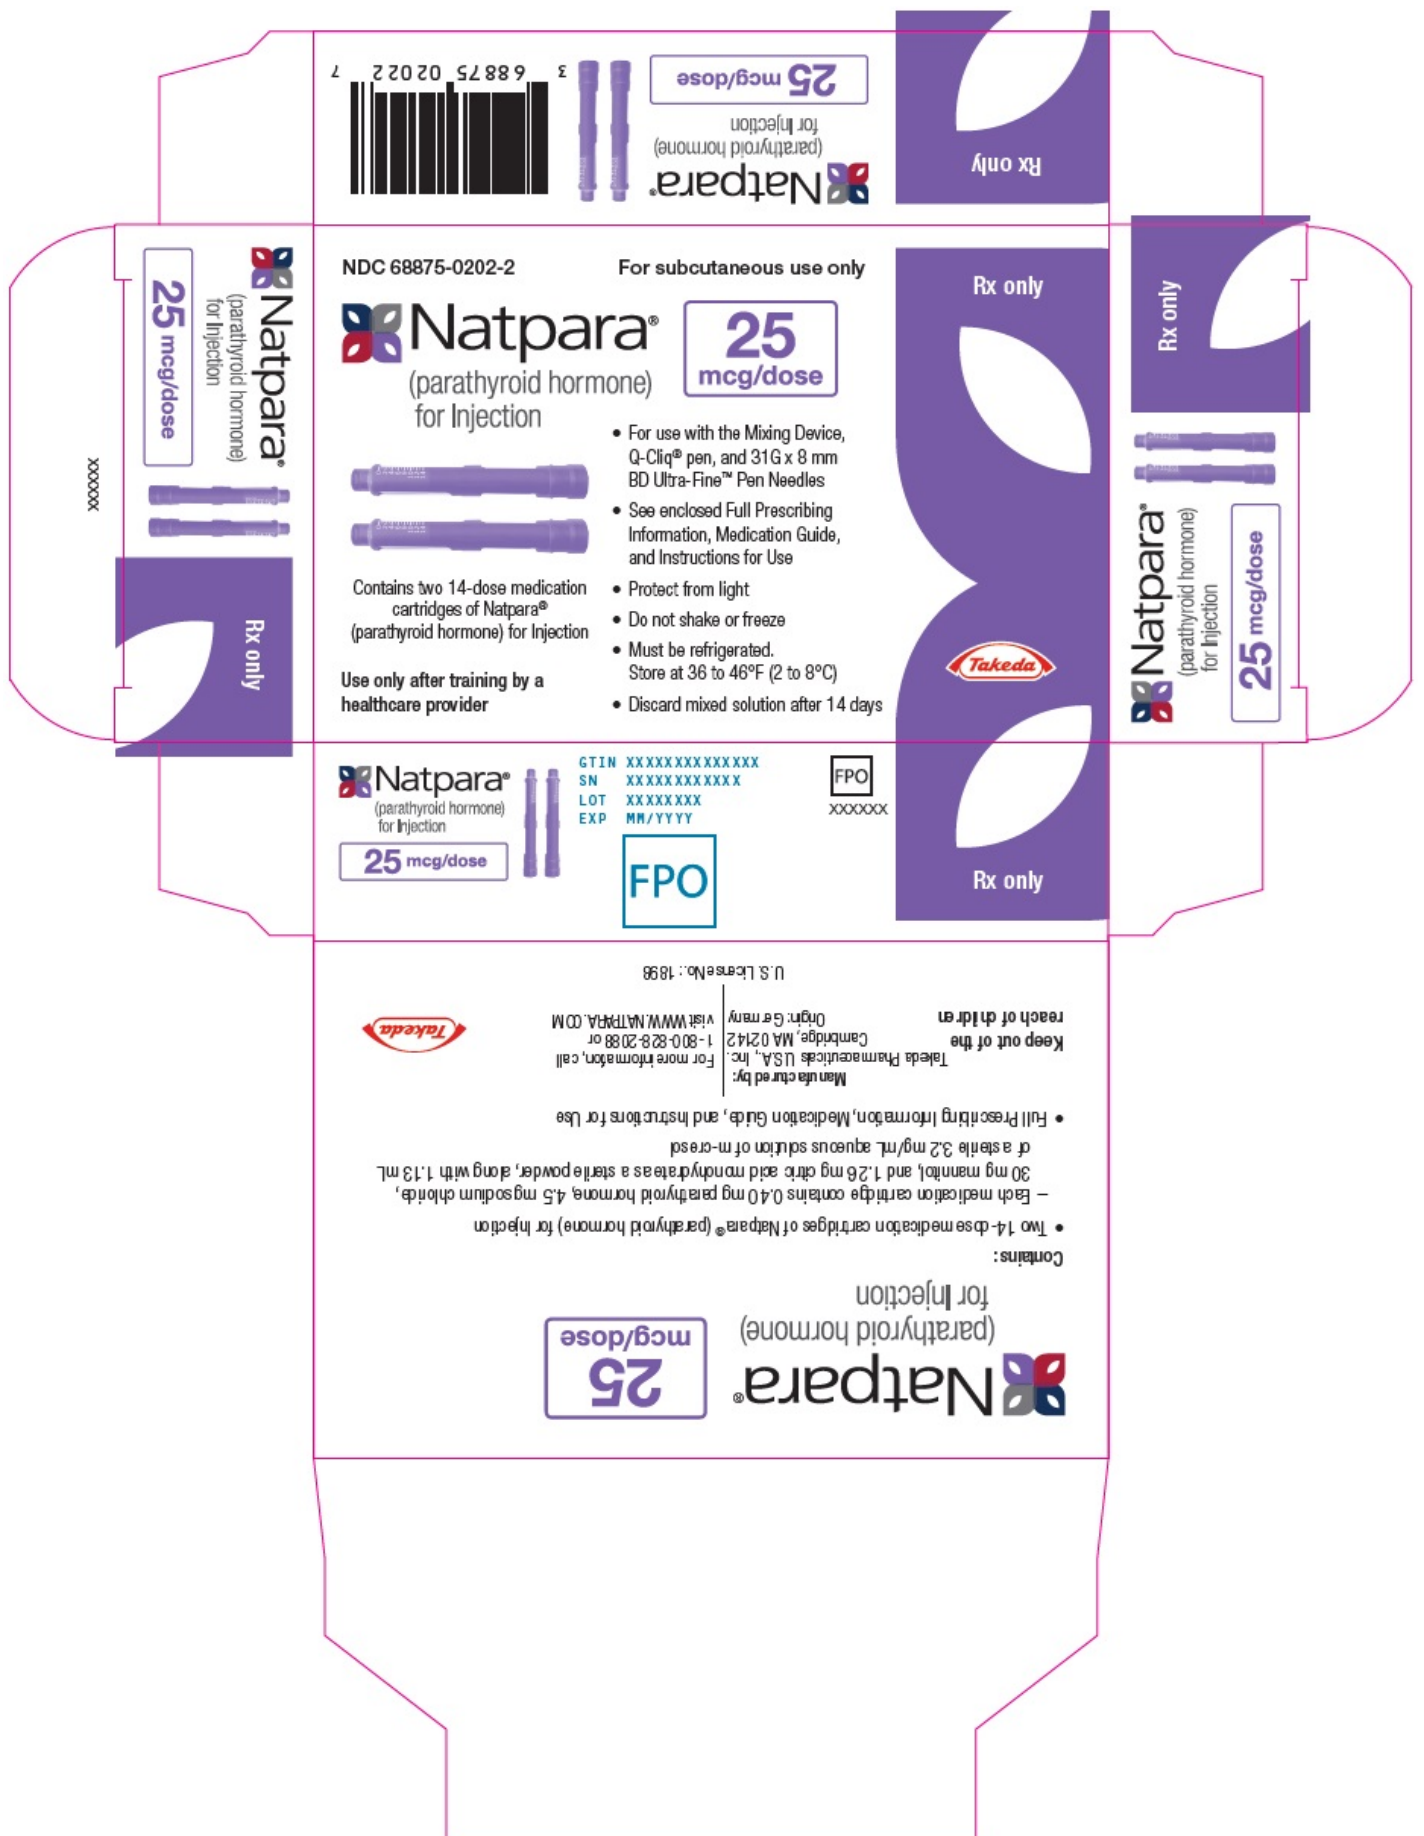 3 68875 02022 7
25 mcg/dose
Natpara®
(parathyroid hormone)
for Injection
Rx only
Natpara®
(parathyroid hormone)
for Injection
25 mcg/dose
Rx only
XXXXXX
NDC 68875-0202-2
For subcutaneous use only
Natpara®
(parathyroid hormone)
for Injection
25
mcg/dose
Contains two 14-dose medication
cartridges of Natpara®
(parathyroid hormone) for Injection
Use only after training by a
healthcare provider
• For use with the Mixing Device,
Q-Cliq® pen, and 31G x 8 mm
BD Ultra-Fine™ Pen Needles
• See enclosed Full Prescribing
Information, Medication Guide,
and Instructions for Use
• Protect from light
• Do not shake or freeze
• Must be refrigerated.
Store at 36 to 46°F (2 to 8°C)
• Discard mixed solution after 14 days
Rx only
Takeda
Rx only
Natpara®
(parathyroid hormone)
for Injection
25 mcg/dose
Natpara®
(parathyroid hormone)
for Injection
25 mcg/dose
GTIN XXXXXXXXXXXXXX
SN XXXXXXXXXXXX
LOT XXXXXXXX
EXP MM/YYYY
FPO
FPO
XXXXXX
Rx only
Natpara®
(parathyroid hormone)
for Injection
25
mcg/dose
Contains:
• Two 14-dose medication cartridges of Natpara® (parathyroid hormone) for Injection
– Each medication cartridge contains 0.40 mg parathyroid hormone, 4.5 mg sodium chloride,
30 mg mannitol, and 1.26 mg citric acid monohydrate as a sterile powder, along with 1.13 mL
of a sterile 3.2 mg/mL aqueous solution of m-cresol
• Full Prescribing Information, Medication Guide, and Instructions for Use
Keep out of the
reach of children
Manufactured by:
Takeda Pharmaceuticals U.S.A., Inc.
Cambridge, MA 02142
Origin: Germany
U.S. License No.: 1898
For more information, call
1-800-828-2088 or
visit WWW.NATPARA.COM
Takeda